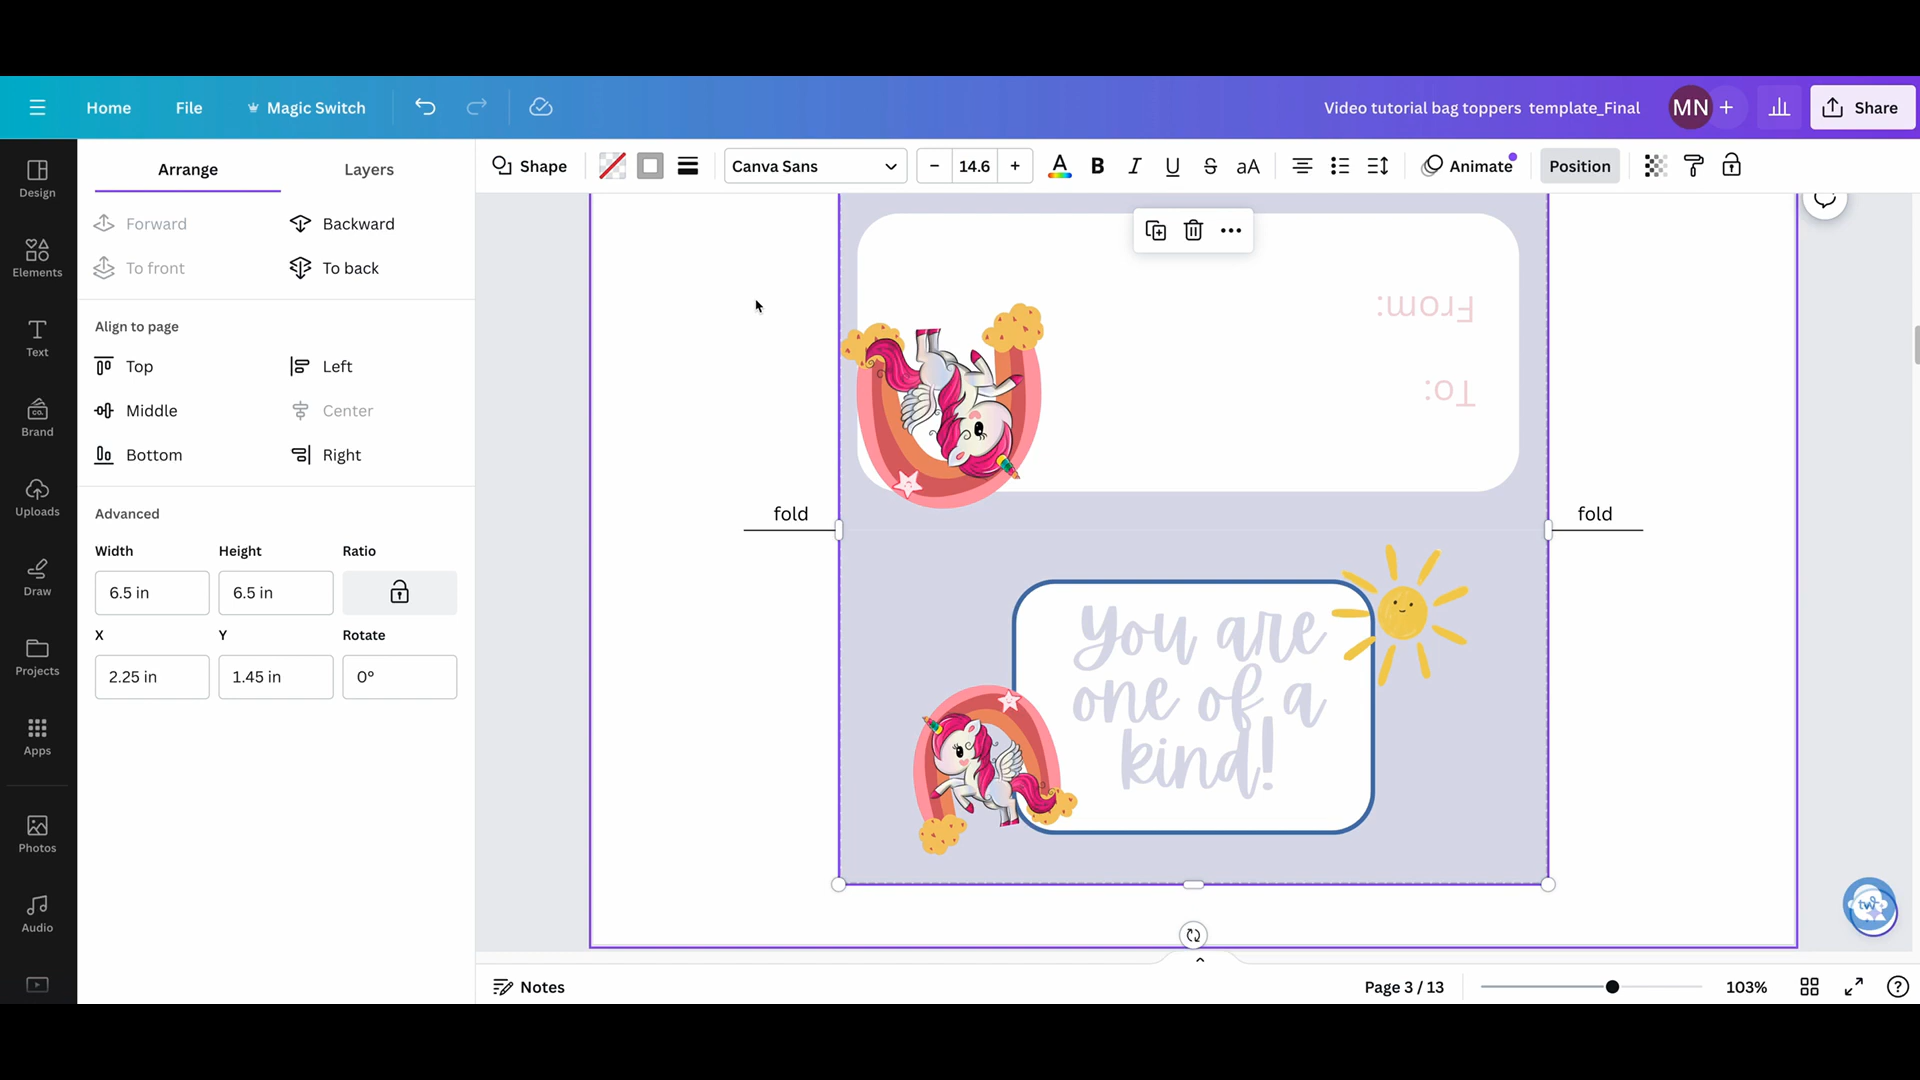 Home File Magic Switch Video tutorial bag toppers template_Final MN + Share
Design
Elements
Text
Brand
Uploads
Draw
Projects
Apps
Photos
Audio
Arrange Layers
Forward Backward
To front To back
Align to page
Top Left
Middle Center
Bottom Right
Advanced
Width Height Ratio
6.5 in 6.5 in
X Y Rotate
2.25 in 1.45 in 0°
Shape Canva Sans − 14.6 + A B I U S aA Animate Position
From:
To:
fold fold
You are
one of a
kind!
CO.
tw
Notes Page 3 / 13 103% ?